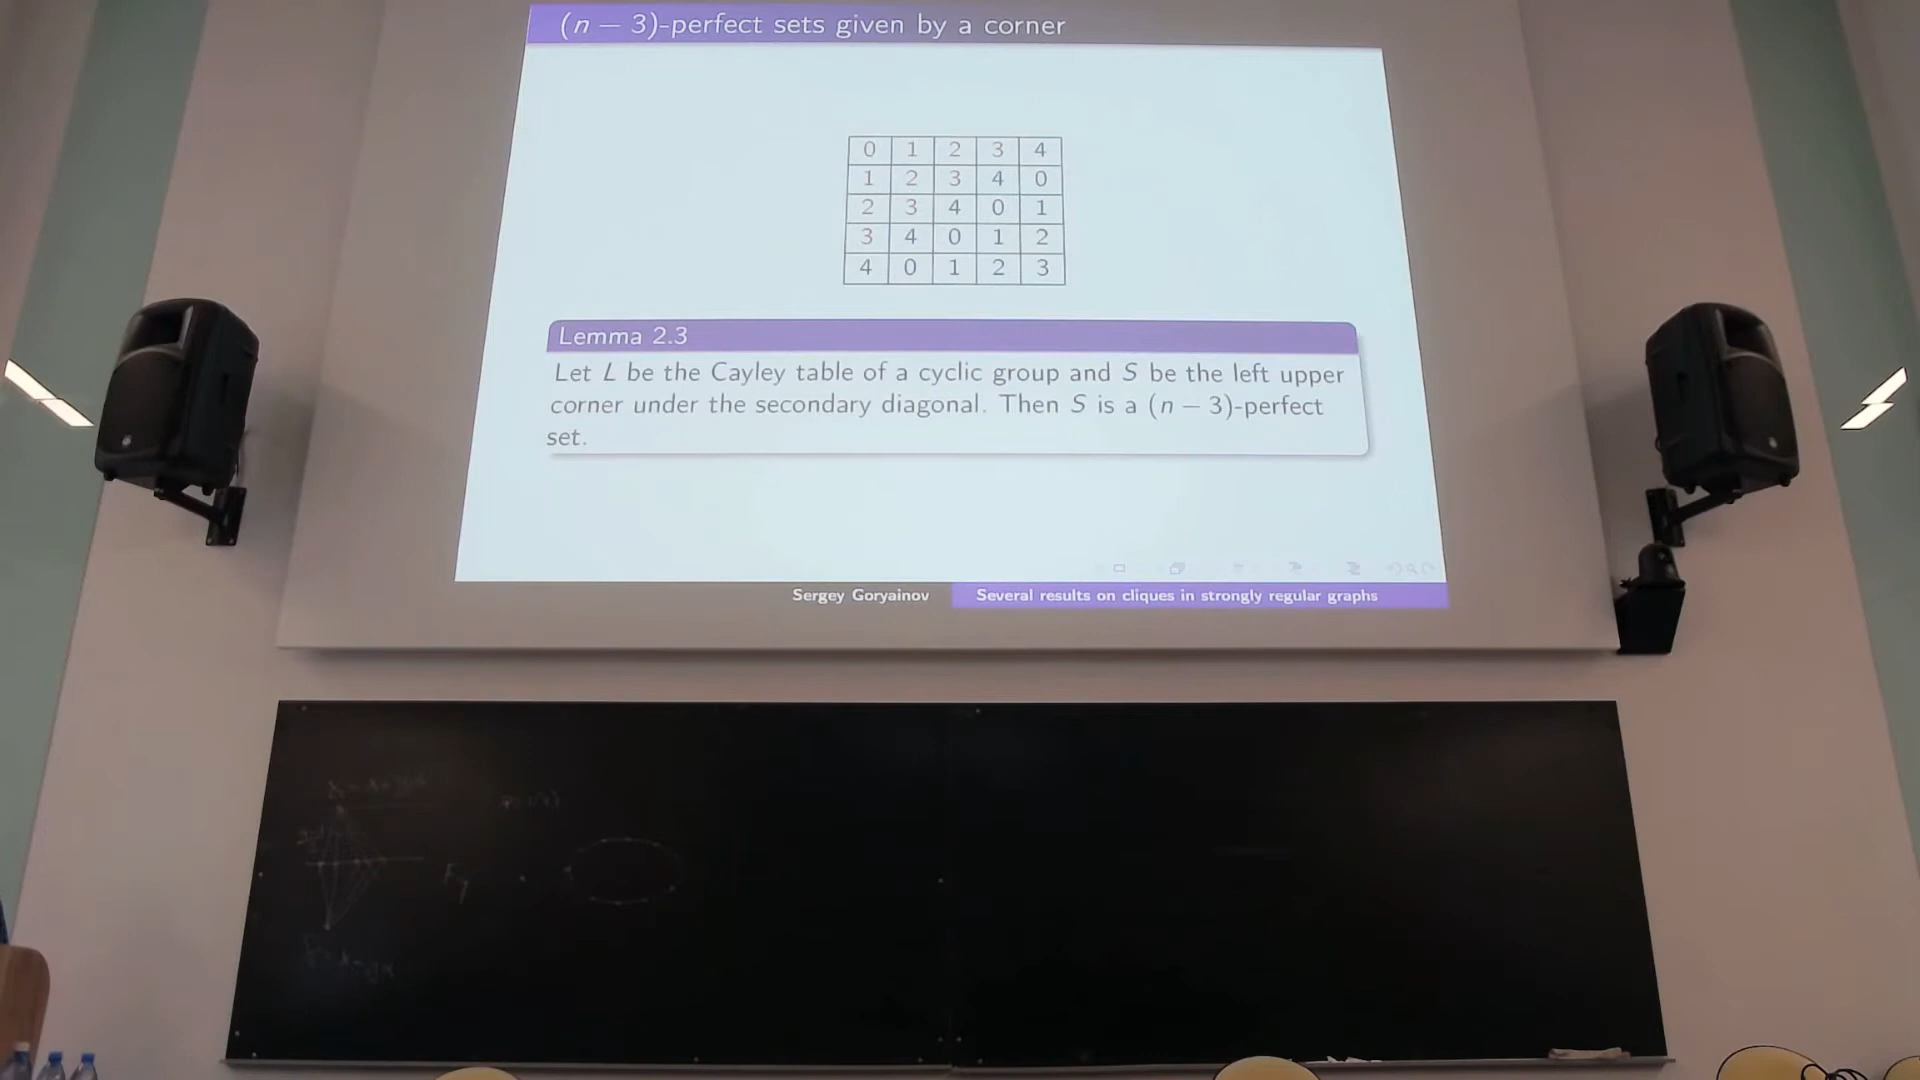 (n − 3)-perfect sets given by a corner
0 1 2 3 4
1 2 3 4 0
2 3 4 0 1
3 4 0 1 2
4 0 1 2 3
Lemma 2.3
Let L be the Cayley table of a cyclic group and S be the left upper
corner under the secondary diagonal. Then S is a (n − 3)-perfect
set.
Sergey Goryainov
Several results on cliques in strongly regular graphs